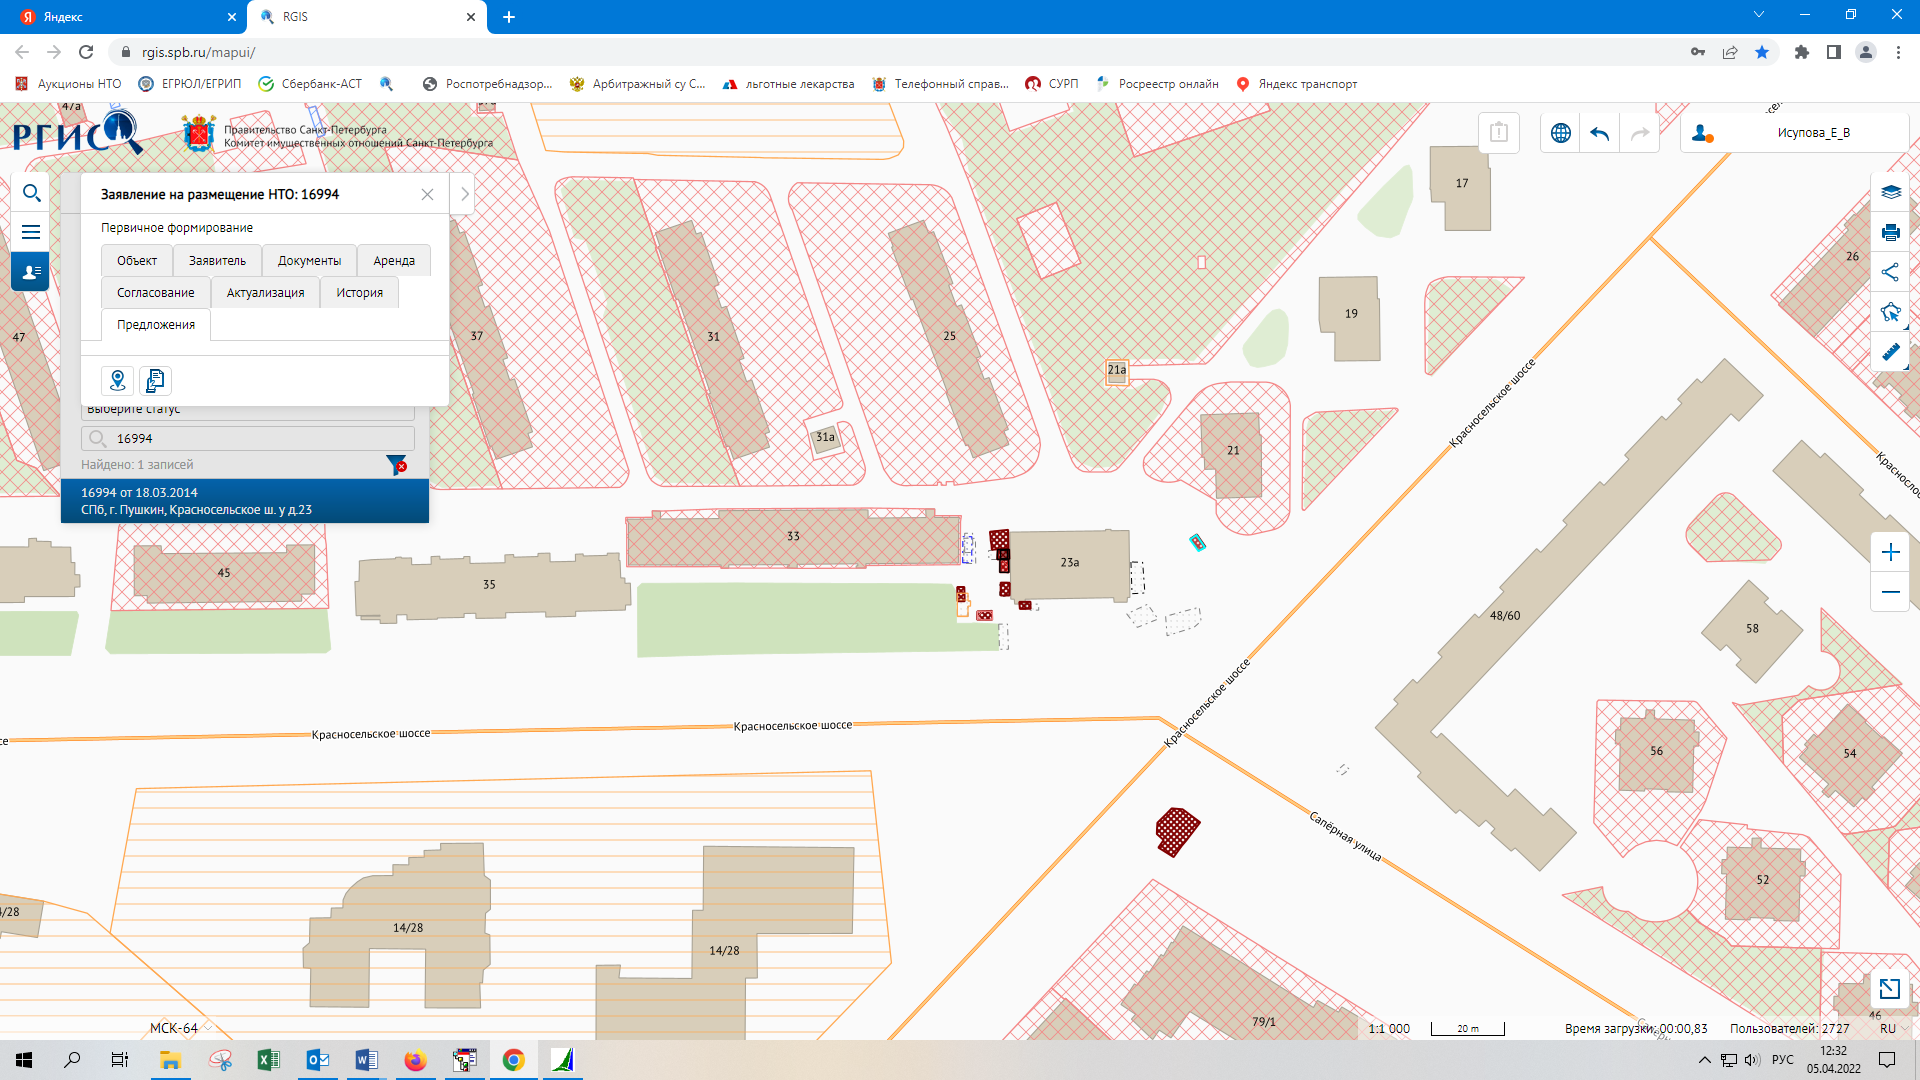 Яндекс
RGIS
rgis.spb.ru/mapui/
Аукционы НТО
ЕГРЮЛ/ЕГРИП
Сбербанк-АСТ
Роспотребнадзор...
Арбитражный су С...
льготные лекарства
Телефонный справ...
СУРП
Росреестр онлайн
Яндекс транспорт
47а
РГИС
Правительство Санкт-Петербурга
Комитет имущественных отношений Санкт-Петербурга
Исупова_Е_В
Заявление на размещение НТО: 16994
Первичное формирование
Объект
Заявитель
Документы
Аренда
Согласование
Актуализация
История
Предложения
Выберите статус
16994
Найдено: 1 записей
16994 от 18.03.2014
СПб, г. Пушкин, Красносельское ш. у д.23
17
26
47
37
31
25
19
21а
31а
21
Красносельское шоссе
33
23а
45
35
48/60
58
Красносельское шоссе
Красносельское шоссе
Красносельское шоссе
56
54
Сапёрная улица
52
14/28
14/28
79/1
46
МСК-64
1:1 000
20 m
Время загрузки: 00:00,83
Пользователей: 2727
RU
РУС
12:32
05.04.2022